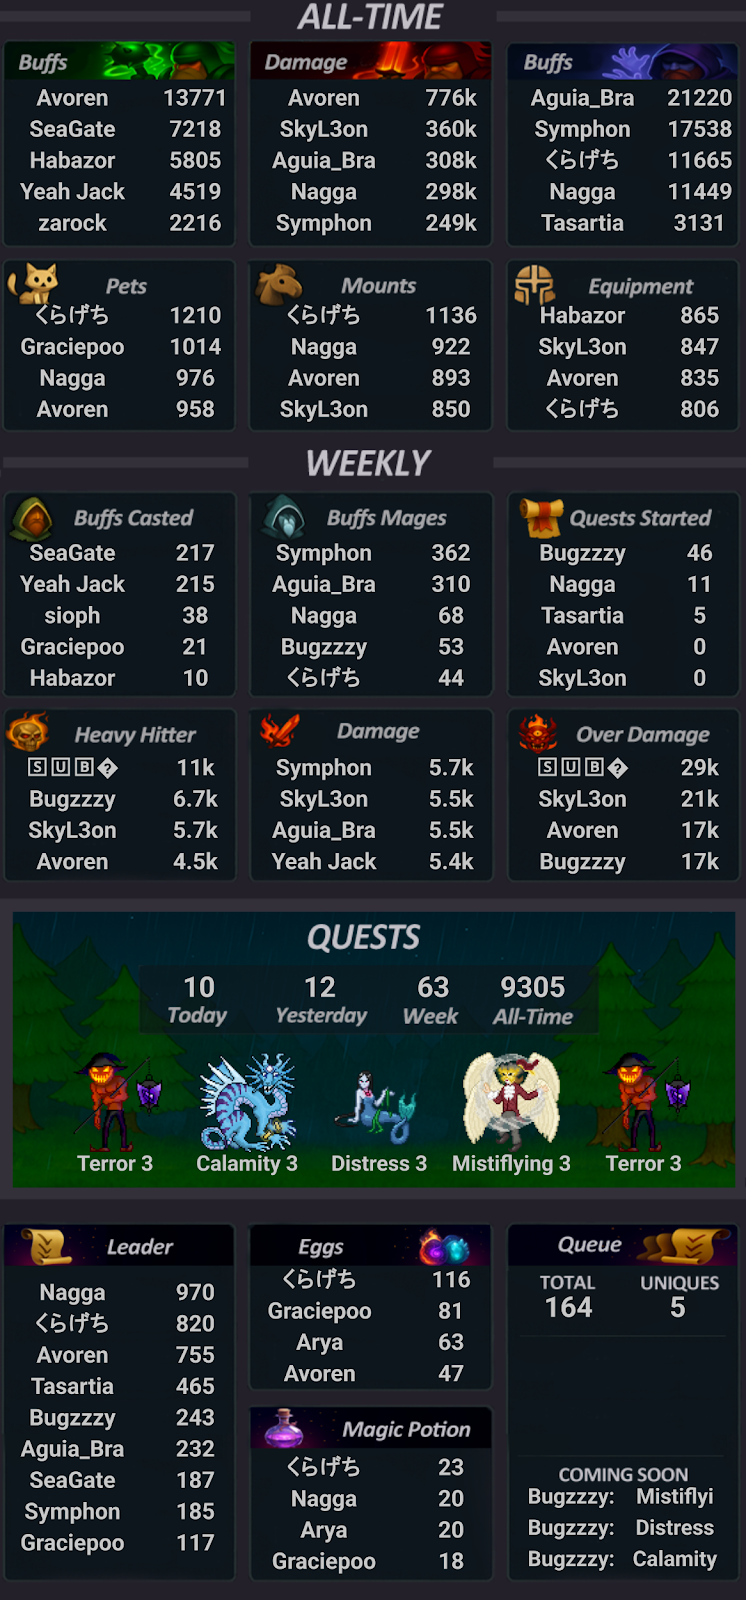 ALL-TIME
Buffs
Avoren 13771
SeaGate 7218
Habazor 5805
Yeah Jack 4519
zarock 2216
Damage
Avoren 776k
SkyL3on 360k
Aguia_Bra 308k
Nagga 298k
Symphon 249k
Buffs
Aguia_Bra 21220
Symphon 17538
くらげち 11665
Nagga 11449
Tasartia 3131
Pets
くらげち 1210
Graciepoo 1014
Nagga 976
Avoren 958
Mounts
くらげち 1136
Nagga 922
Avoren 893
SkyL3on 850
Equipment
Habazor 865
SkyL3on 847
Avoren 835
くらげち 806
WEEKLY
Buffs Casted
SeaGate 217
Yeah Jack 215
sioph 38
Graciepoo 21
Habazor 10
Buffs Mages
Symphon 362
Aguia_Bra 310
Nagga 68
Bugzzzy 53
くらげち 44
Quests Started
Bugzzzy 46
Nagga 11
Tasartia 5
Avoren 0
SkyL3on 0
Heavy Hitter
🅂🅄🄱� 11k
Bugzzzy 6.7k
SkyL3on 5.7k
Avoren 4.5k
Damage
Symphon 5.7k
SkyL3on 5.5k
Aguia_Bra 5.5k
Yeah Jack 5.4k
Over Damage
🅂🅄🄱� 29k
SkyL3on 21k
Avoren 17k
Bugzzzy 17k
QUESTS
10 12 63 9305
Today Yesterday Week All-Time
Terror 3 Calamity 3 Distress 3 Mistiflying 3 Terror 3
Leader
Nagga 970
くらげち 820
Avoren 755
Tasartia 465
Bugzzzy 243
Aguia_Bra 232
SeaGate 187
Symphon 185
Graciepoo 117
Eggs
くらげち 116
Graciepoo 81
Arya 63
Avoren 47
Magic Potion
くらげち 23
Nagga 20
Arya 20
Graciepoo 18
Queue
TOTAL UNIQUES
164 5
COMING SOON
Bugzzzy: Mistiflyi
Bugzzzy: Distress
Bugzzzy: Calamity